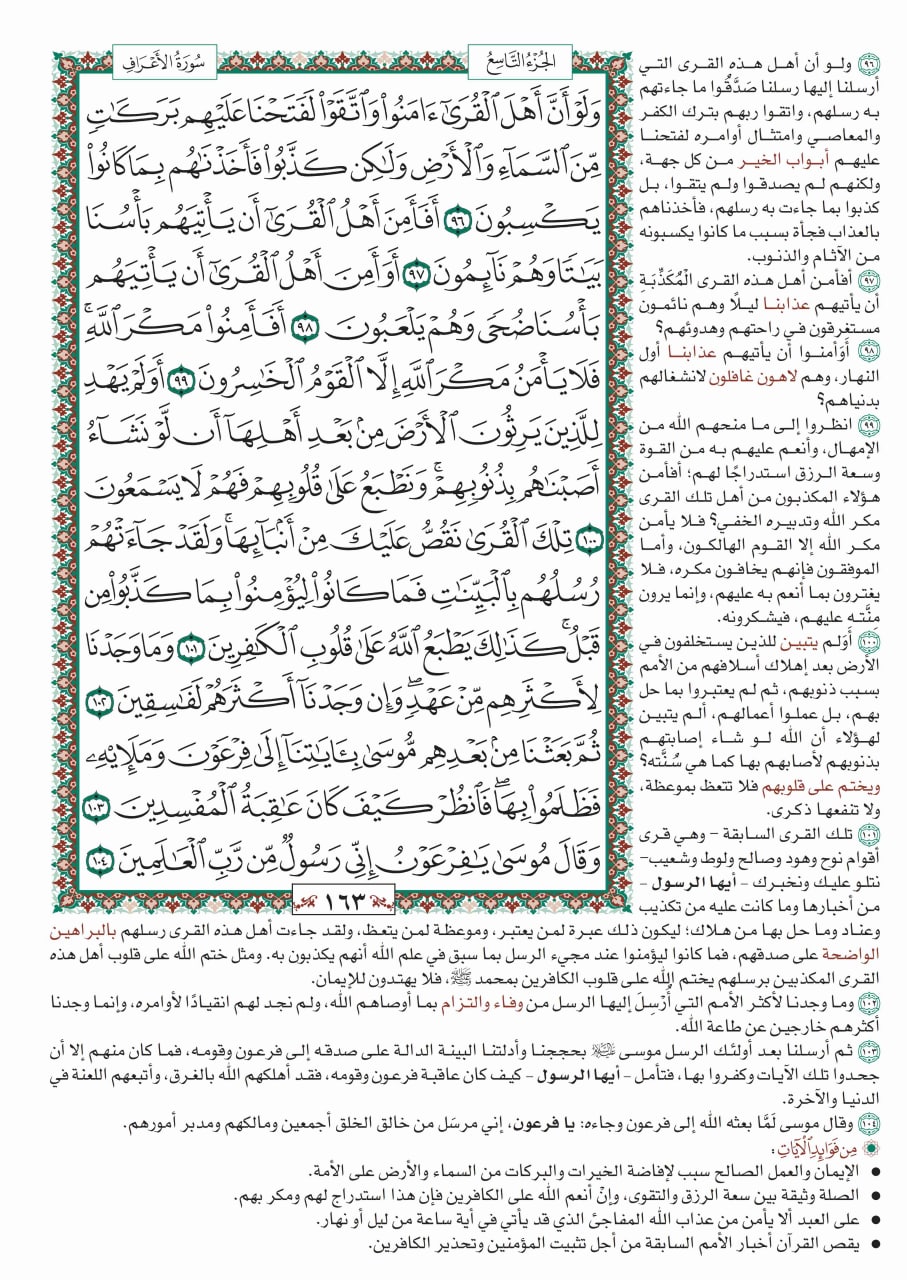 الجُزْءُ التَّاسِعُ
سُورَةُ الأَعْرَافِ
وَلَوْ أَنَّ أَهْلَ ٱلْقُرَىٰٓ ءَامَنُوا۟ وَٱتَّقَوْا۟ لَفَتَحْنَا عَلَيْهِم بَرَكَٰتٍ
مِّنَ ٱلسَّمَآءِ وَٱلْأَرْضِ وَلَٰكِن كَذَّبُوا۟ فَأَخَذْنَٰهُم بِمَا كَانُوا۟
يَكْسِبُونَ ٩٦ أَفَأَمِنَ أَهْلُ ٱلْقُرَىٰٓ أَن يَأْتِيَهُم بَأْسُنَا
بَيَٰتًا وَهُمْ نَآئِمُونَ ٩٧ أَوَأَمِنَ أَهْلُ ٱلْقُرَىٰٓ أَن يَأْتِيَهُم
بَأْسُنَا ضُحًى وَهُمْ يَلْعَبُونَ ٩٨ أَفَأَمِنُوا۟ مَكْرَ ٱللَّهِۚ
فَلَا يَأْمَنُ مَكْرَ ٱللَّهِ إِلَّا ٱلْقَوْمُ ٱلْخَٰسِرُونَ ٩٩ أَوَلَمْ يَهْدِ
لِلَّذِينَ يَرِثُونَ ٱلْأَرْضَ مِنۢ بَعْدِ أَهْلِهَآ أَن لَّوْ نَشَآءُ
أَصَبْنَٰهُم بِذُنُوبِهِمْۚ وَنَطْبَعُ عَلَىٰ قُلُوبِهِمْ فَهُمْ لَا يَسْمَعُونَ
١٠٠ تِلْكَ ٱلْقُرَىٰ نَقُصُّ عَلَيْكَ مِنْ أَنۢبَآئِهَاۚ وَلَقَدْ جَآءَتْهُمْ
رُسُلُهُم بِٱلْبَيِّنَٰتِ فَمَا كَانُوا۟ لِيُؤْمِنُوا۟ بِمَا كَذَّبُوا۟ مِن
قَبْلُۚ كَذَٰلِكَ يَطْبَعُ ٱللَّهُ عَلَىٰ قُلُوبِ ٱلْكَٰفِرِينَ ١٠١ وَمَا وَجَدْنَا
لِأَكْثَرِهِم مِّنْ عَهْدٍۖ وَإِن وَجَدْنَآ أَكْثَرَهُمْ لَفَٰسِقِينَ ١٠٢
ثُمَّ بَعَثْنَا مِنۢ بَعْدِهِم مُّوسَىٰ بِـَٔايَٰتِنَآ إِلَىٰ فِرْعَوْنَ وَمَلَإِي۟هِۦ
فَظَلَمُوا۟ بِهَاۖ فَٱنظُرْ كَيْفَ كَانَ عَٰقِبَةُ ٱلْمُفْسِدِينَ ١٠٣
وَقَالَ مُوسَىٰ يَٰفِرْعَوْنُ إِنِّى رَسُولٌ مِّن رَّبِّ ٱلْعَٰلَمِينَ ١٠٤
١٦٣
٩٦ ولو أن أهل هذه القرى التي
أرسلنا إليها رسلنا صَدَّقُوا ما جاءتهم
به رسلهم، واتقوا ربهم بترك الكفر
والمعاصي وامتثال أوامره لفتحنا
عليهم أبواب الخير من كل جهة،
ولكنهم لم يصدقوا ولم يتقوا، بل
كذبوا بما جاءت به رسلهم، فأخذناهم
بالعذاب فجأة بسبب ما كانوا يكسبونه
من الآثام والذنوب.
٩٧ أفأمن أهل هذه القرى الْمُكَذِّبَة
أن يأتيهم عذابنا ليلًا وهم نائمون
مستغرقون في راحتهم وهدوئهم؟
٩٨ أَوَأمنوا أن يأتيهم عذابنا أول
النهار، وهم لاهون غافلون لانشغالهم
بدنياهم؟
٩٩ انظروا إلى ما منحهم الله من
الإمهال، وأنعم عليهم به من القوة
وسعة الرزق استدراجًا لهم؛ أفأمن
هؤلاء المكذبون من أهل تلك القرى
مكر الله وتدبيره الخفي؟ فلا يأمن
مكر الله إلا القوم الهالكون، وأما
الموفقون فإنهم يخافون مكره، فلا
يغترون بما أنعم به عليهم، وإنما يرون
مِنَّته عليهم، فيشكرونه.
١٠٠ أَوَلم يتبين للذين يستخلفون في
الأرض بعد إهلاك أسلافهم من الأمم
بسبب ذنوبهم، ثم لم يعتبروا بما حل
بهم، بل عملوا أعمالهم، ألم يتبين
لهؤلاء أن الله لو شاء إصابتهم
بذنوبهم لأصابهم بها كما هي سُنَّته؟
ويختم على قلوبهم فلا تتعظ بموعظة،
ولا تنفعها ذكرى.
١٠١ تلك القرى السابقة - وهي قرى
أقوام نوح وهود وصالح ولوط وشعيب-
نتلو عليك ونخبرك - أيها الرسول -
من أخبارها وما كانت عليه من تكذيب
وعناد وما حل بها من هلاك؛ ليكون ذلك عبرة لمن يعتبر، وموعظة لمن يتعظ، ولقد جاءت أهل هذه القرى رسلهم بالبراهين
الواضحة على صدقهم، فما كانوا ليؤمنوا عند مجيء الرسل بما سبق في علم الله أنهم يكذبون به. ومثل ختم الله على قلوب أهل هذه
القرى المكذبين برسلهم يختم الله على قلوب الكافرين بمحمد ﷺ، فلا يهتدون للإيمان.
١٠٢ وما وجدنا لأكثر الأمم التي أُرْسِلَ إليها الرسل من وفاء والتزام بما أوصاهم الله، ولم نجد لهم انقيادًا لأوامره، وإنما وجدنا
أكثرهم خارجين عن طاعة الله.
١٠٣ ثم أرسلنا بعد أولئك الرسل موسى عليه السلام بحججنا وأدلتنا البينة الدالة على صدقه إلى فرعون وقومه، فما كان منهم إلا أن
جحدوا تلك الآيات وكفروا بها، فتأمل - أيها الرسول - كيف كان عاقبة فرعون وقومه، فقد أهلكهم الله بالغرق، وأتبعهم اللعنة في
الدنيا والآخرة.
١٠٤ وقال موسى لَمَّا بعثه الله إلى فرعون وجاءه: يا فرعون، إني مرسَل من خالق الخلق أجمعين ومالكهم ومدبر أمورهم.
مِن فَوَائِدِ الآيَاتِ:
• الإيمان والعمل الصالح سبب لإفاضة الخيرات والبركات من السماء والأرض على الأمة.
• الصلة وثيقة بين سعة الرزق والتقوى، وإنْ أنعم الله على الكافرين فإن هذا استدراج لهم ومكر بهم.
• على العبد ألا يأمن من عذاب الله المفاجئ الذي قد يأتي في أية ساعة من ليل أو نهار.
• يقص القرآن أخبار الأمم السابقة من أجل تثبيت المؤمنين وتحذير الكافرين.